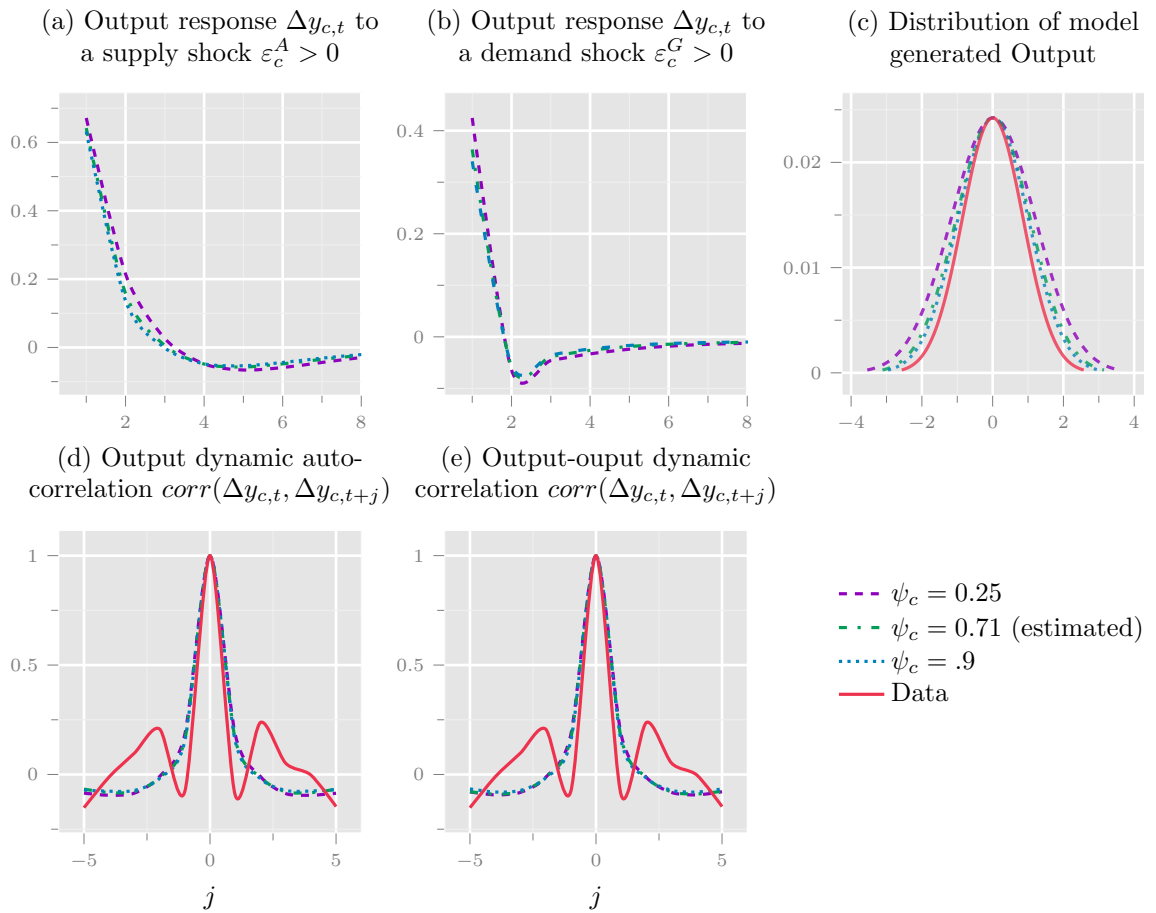 (a) Output response Δy_{c,t} to
a supply shock ε_c^A > 0
(b) Output response Δy_{c,t} to
a demand shock ε_c^G > 0
(c) Distribution of model
generated Output
0.6
0.4
0.2
0
2 4 6 8
0.4
0.2
0
2 4 6 8
0.02
0.01
0
−4 −2 0 2 4
(d) Output dynamic auto-
correlation corr(Δy_{c,t}, Δy_{c,t+j})
(e) Output-ouput dynamic
correlation corr(Δy_{c,t}, Δy_{c,t+j})
1
0.5
0
−5 0 5
j
1
0.5
0
−5 0 5
j
ψ_c = 0.25
ψ_c = 0.71 (estimated)
ψ_c = .9
Data